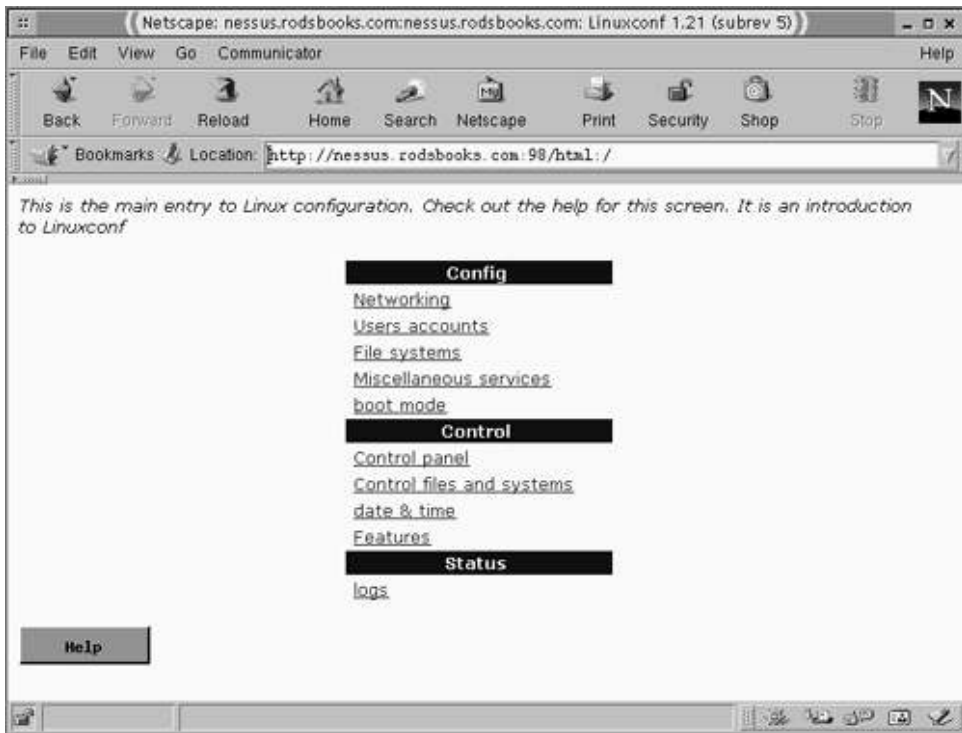 Netscape: nessus.rodsbooks.com:nessus.rodsbooks.com: Linuxconf 1.21 (subrev 5)
File Edit View Go Communicator Help
My N
Back Forward Reload Home Search Netscape Print Security Shop Stop
Bookmarks Location: http://nessus.rodsbooks.com:98/html:/
This is the main entry to Linux configuration. Check out the help for this screen. It is an introduction
to Linuxconf
Config
Networking
Users accounts
File systems
Miscellaneous services
boot mode
Control
Control panel
Control files and systems
date & time
Features
Status
logs
Help